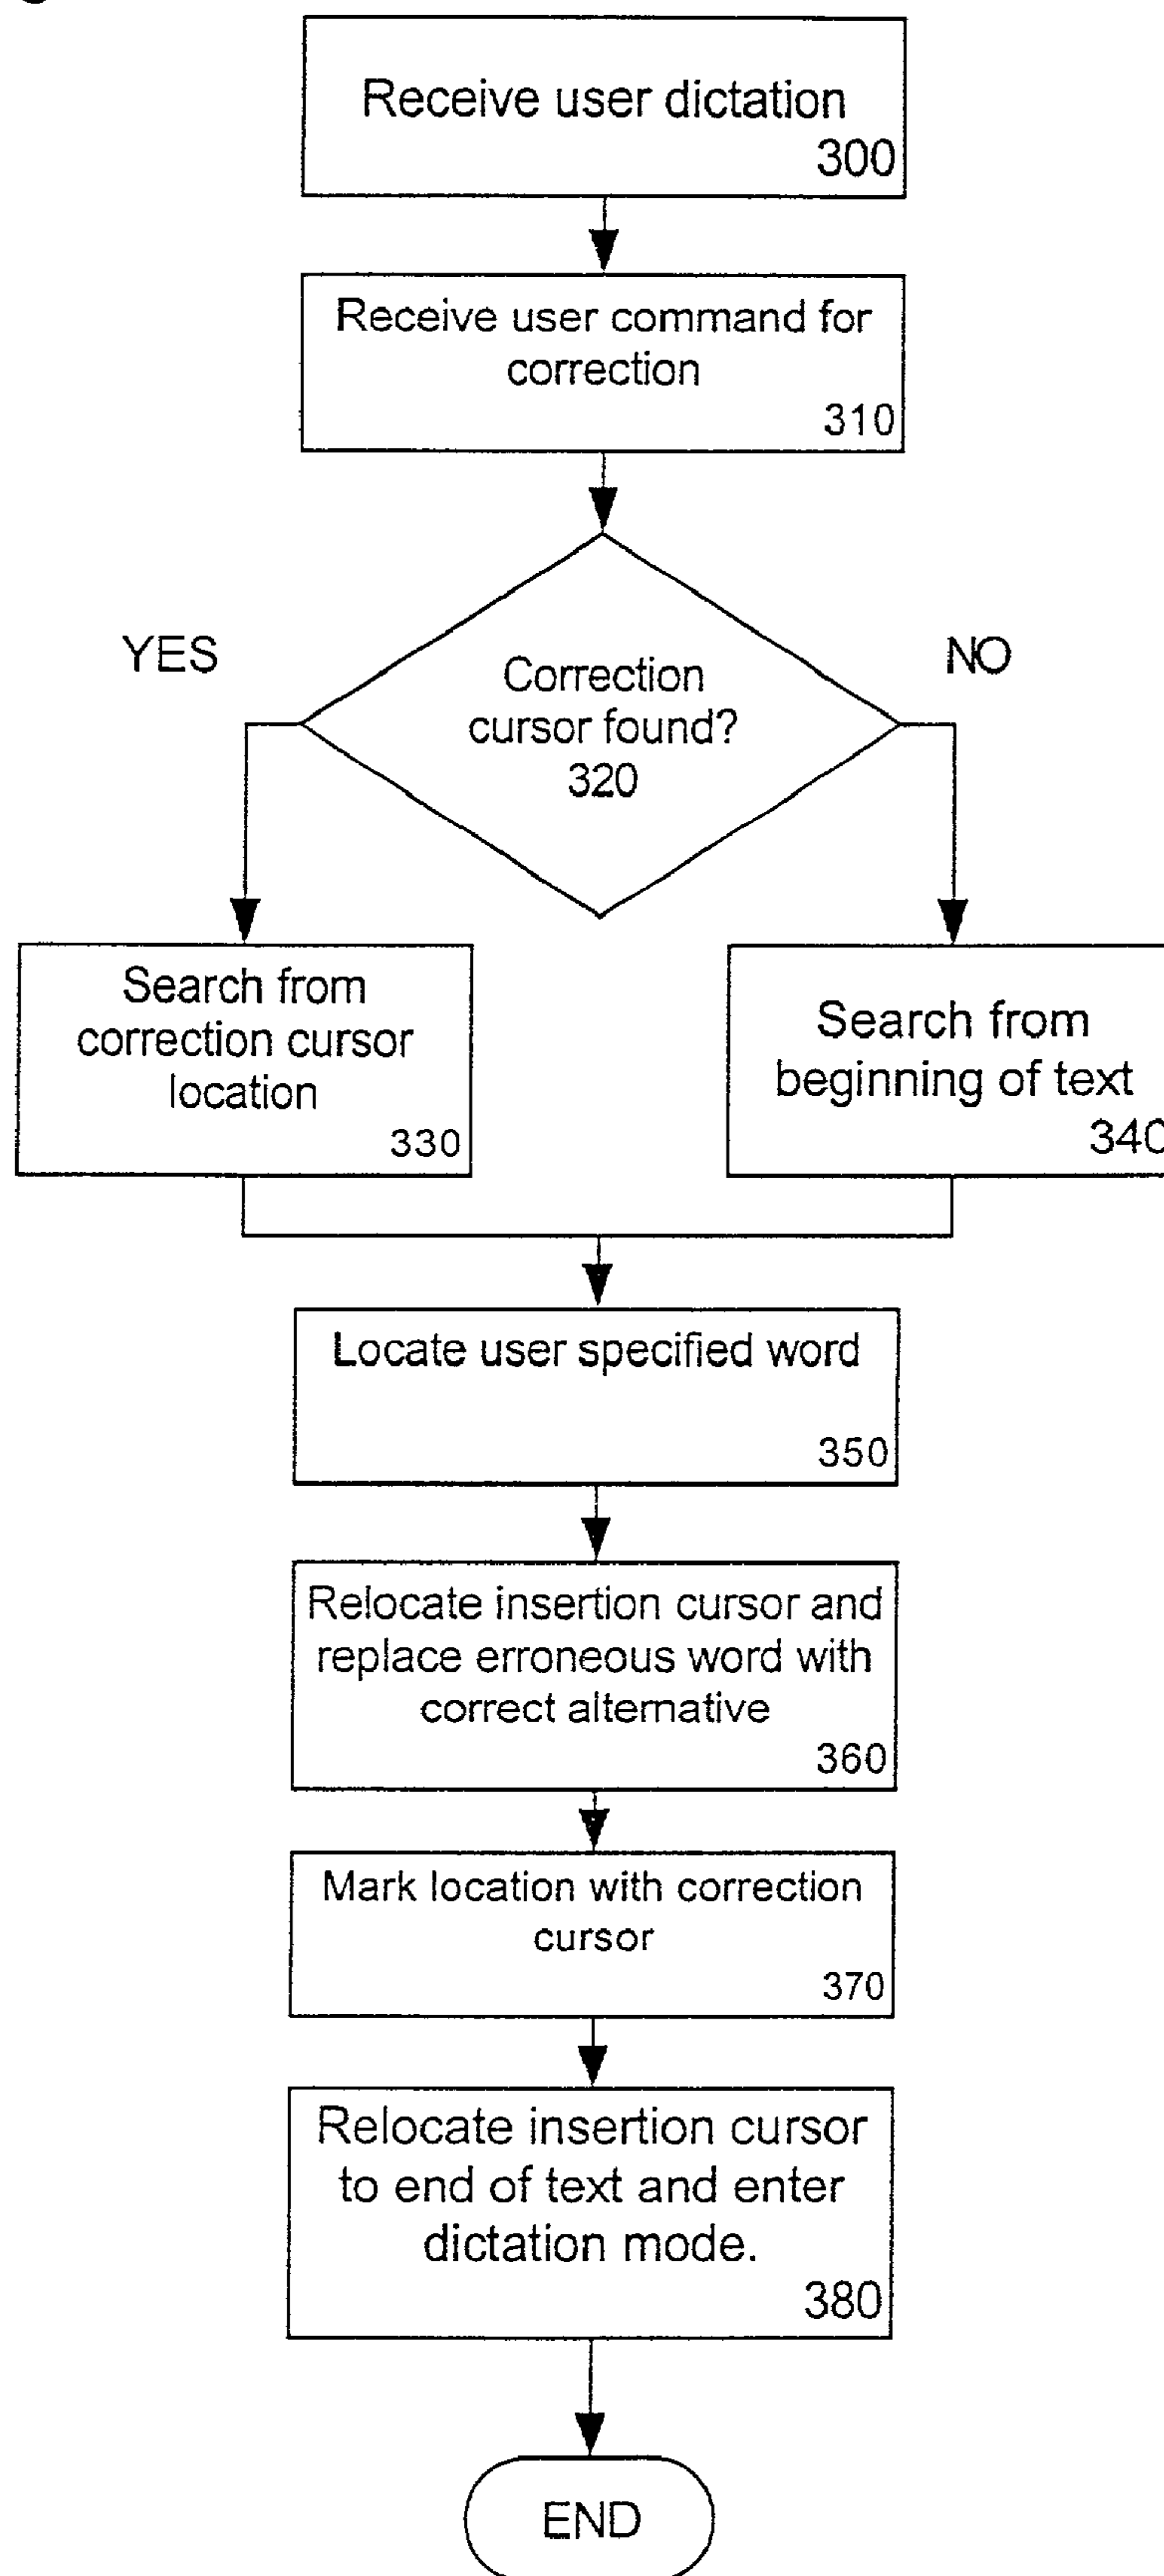 Receive user dictation
300
Receive user command for
correction
310
YES
NO
Correction
cursor found?
320
Search from
correction cursor
location
330
Search from
beginning of text
340
Locate user specified word
350
Relocate insertion cursor and
replace erroneous word with
correct alternative
360
Mark location with correction
cursor
370
Relocate insertion cursor
to end of text and enter
dictation mode.
380
END